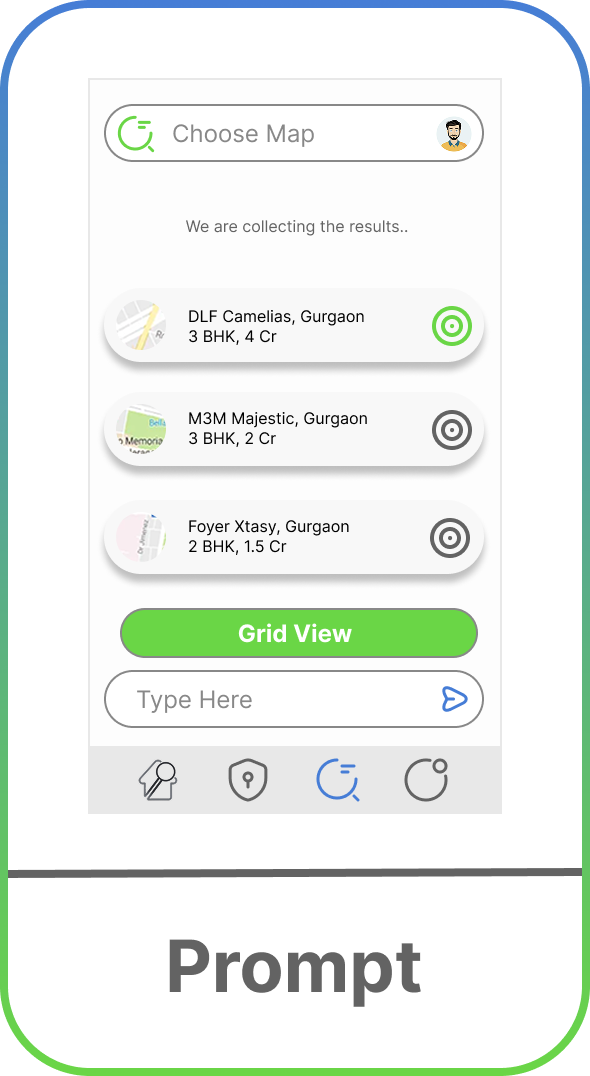 Choose Map
We are collecting the results..
DLF Camelias, Gurgaon
3 BHK, 4 Cr
M3M Majestic, Gurgaon
3 BHK, 2 Cr
Foyer Xtasy, Gurgaon
2 BHK, 1.5 Cr
Grid View
Type Here
Prompt